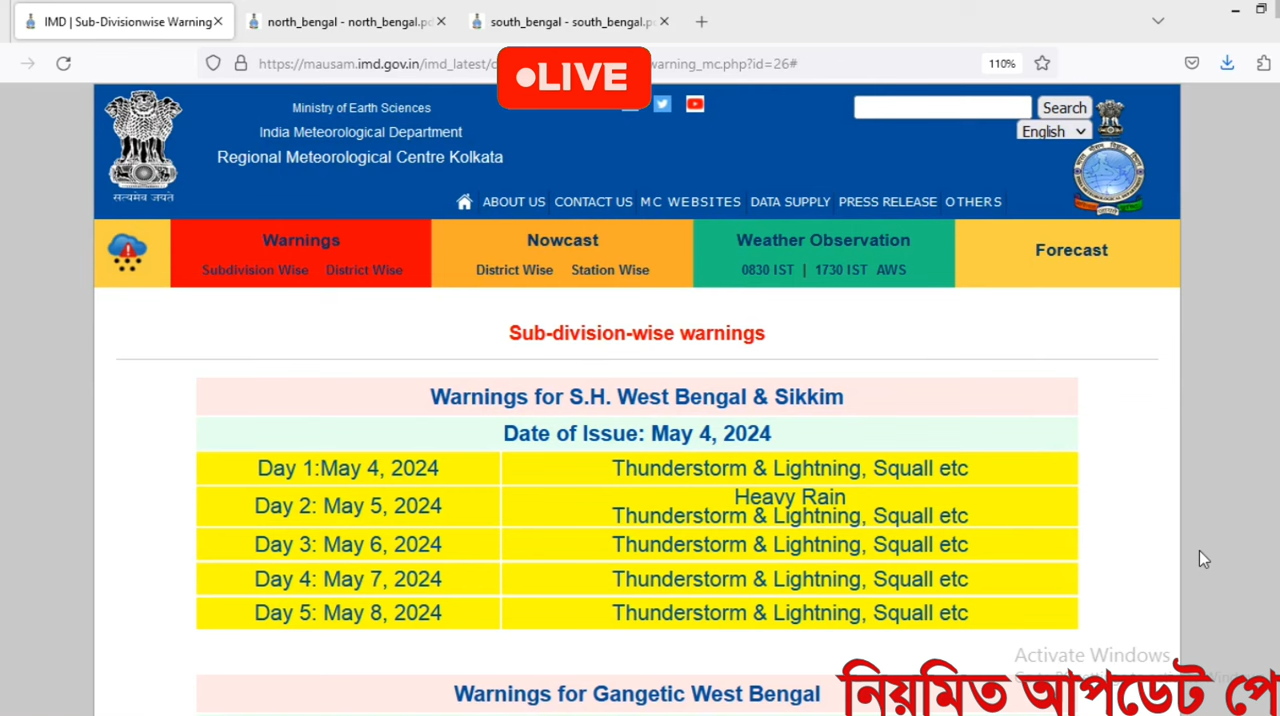 IMD | Sub-Divisionwise Warning
north_bengal - north_bengal.pd
south_bengal - south_bengal.p
https://mausam.imd.gov.in/imd_latest/
warning_mc.php?id=26#
110%
LIVE
Ministry of Earth Sciences
India Meteorological Department
Regional Meteorological Centre Kolkata
सत्यमेव जयते
Search
English
ABOUT US CONTACT US MC WEBSITES DATA SUPPLY PRESS RELEASE OTHERS
Warnings
Subdivision Wise District Wise
Nowcast
District Wise Station Wise
Weather Observation
0830 IST | 1730 IST AWS
Forecast
Sub-division-wise warnings
Warnings for S.H. West Bengal & Sikkim
Date of Issue: May 4, 2024
Day 1:May 4, 2024 Thunderstorm & Lightning, Squall etc
Day 2: May 5, 2024 Heavy Rain
Thunderstorm & Lightning, Squall etc
Day 3: May 6, 2024 Thunderstorm & Lightning, Squall etc
Day 4: May 7, 2024 Thunderstorm & Lightning, Squall etc
Day 5: May 8, 2024 Thunderstorm & Lightning, Squall etc
Activate Windows
Warnings for Gangetic West Bengal
নিয়মিত আপডেট পে